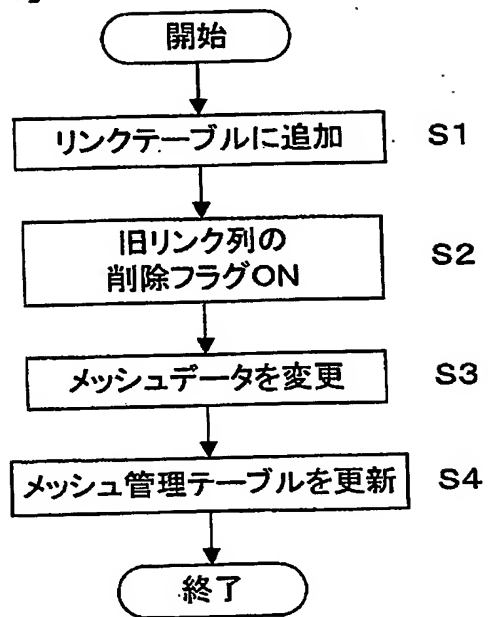 開始
リンクテーブルに追加 S1
旧リンク列の
削除フラグON S2
メッシュデータを変更 S3
メッシュ管理テーブルを更新 S4
終了